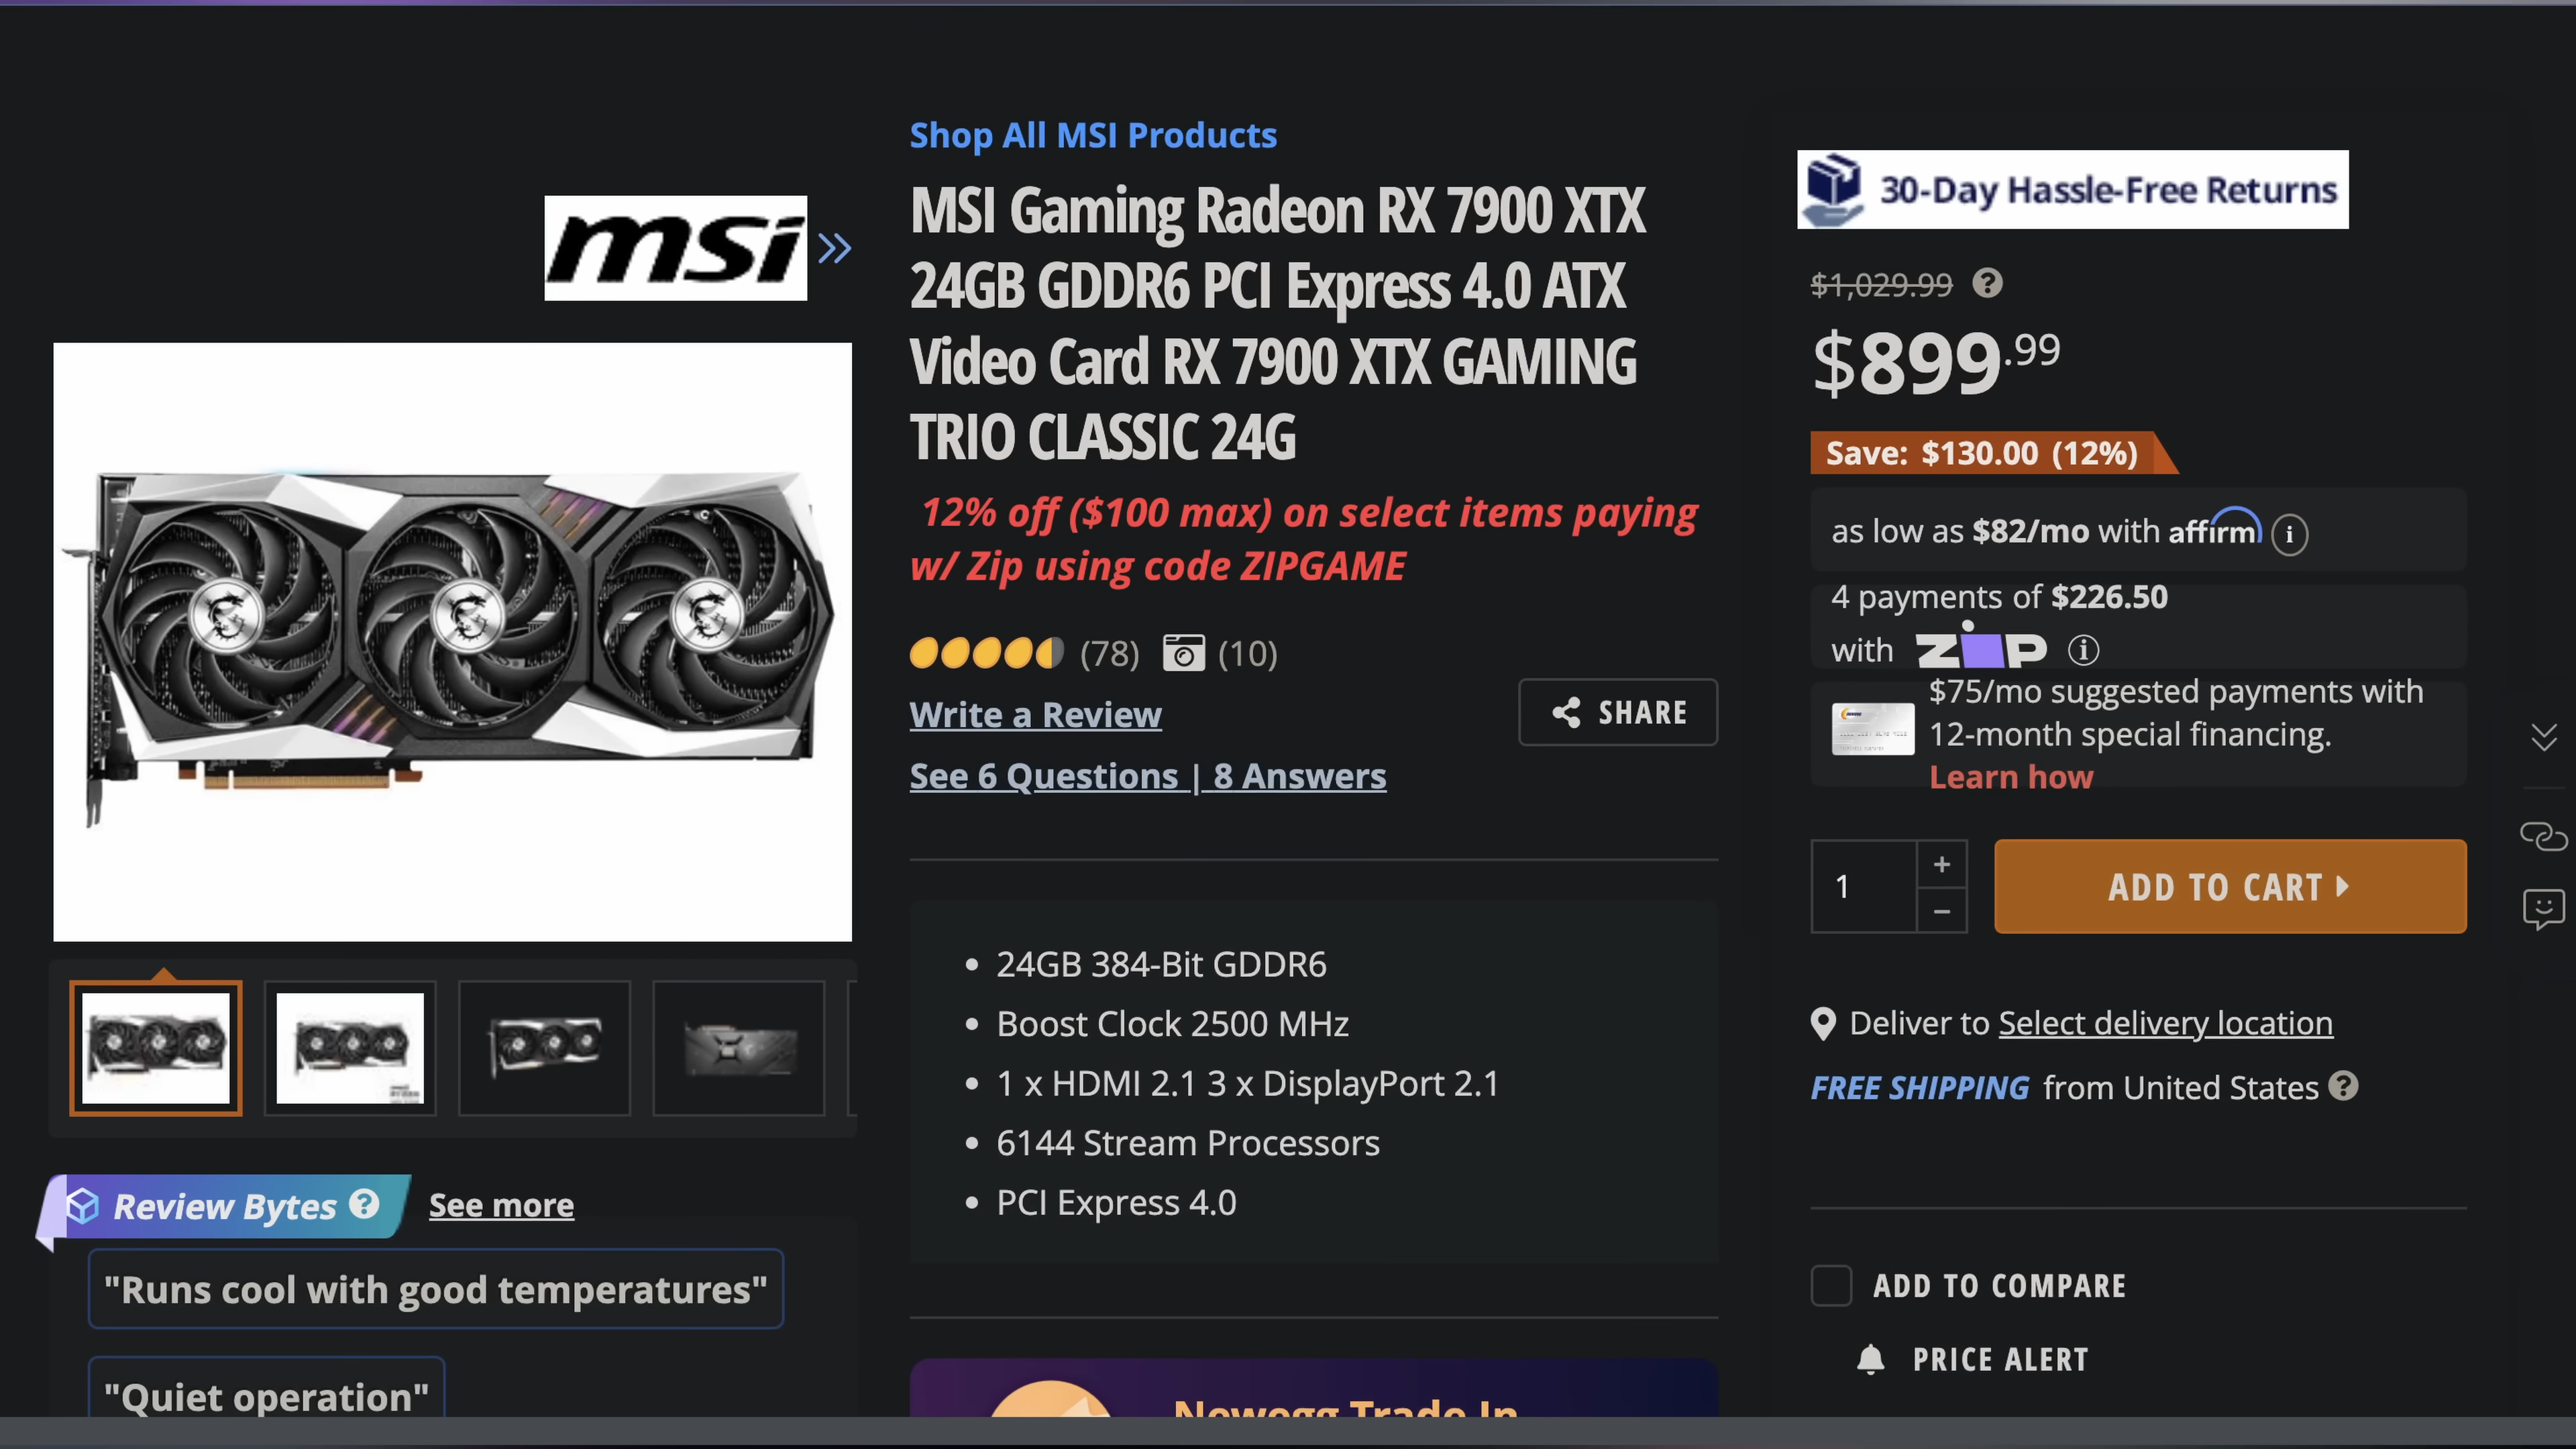 msi
Shop All MSI Products
MSI Gaming Radeon RX 7900 XTX
24GB GDDR6 PCI Express 4.0 ATX
Video Card RX 7900 XTX GAMING
TRIO CLASSIC 24G
12% off ($100 max) on select items paying
w/ Zip using code ZIPGAME
(78) (10)
Write a Review
SHARE
See 6 Questions | 8 Answers
24GB 384-Bit GDDR6
Boost Clock 2500 MHz
1 x HDMI 2.1 3 x DisplayPort 2.1
6144 Stream Processors
PCI Express 4.0
Review Bytes ? See more
"Runs cool with good temperatures"
"Quiet operation"
Newegg Trade In
30-Day Hassle-Free Returns
$1,029.99 ?
$899.99
Save: $130.00 (12%)
as low as $82/mo with affirm i
4 payments of $226.50
with ZIP i
$75/mo suggested payments with
12-month special financing.
Learn how
1 + −
ADD TO CART
Deliver to Select delivery location
FREE SHIPPING from United States ?
ADD TO COMPARE
PRICE ALERT